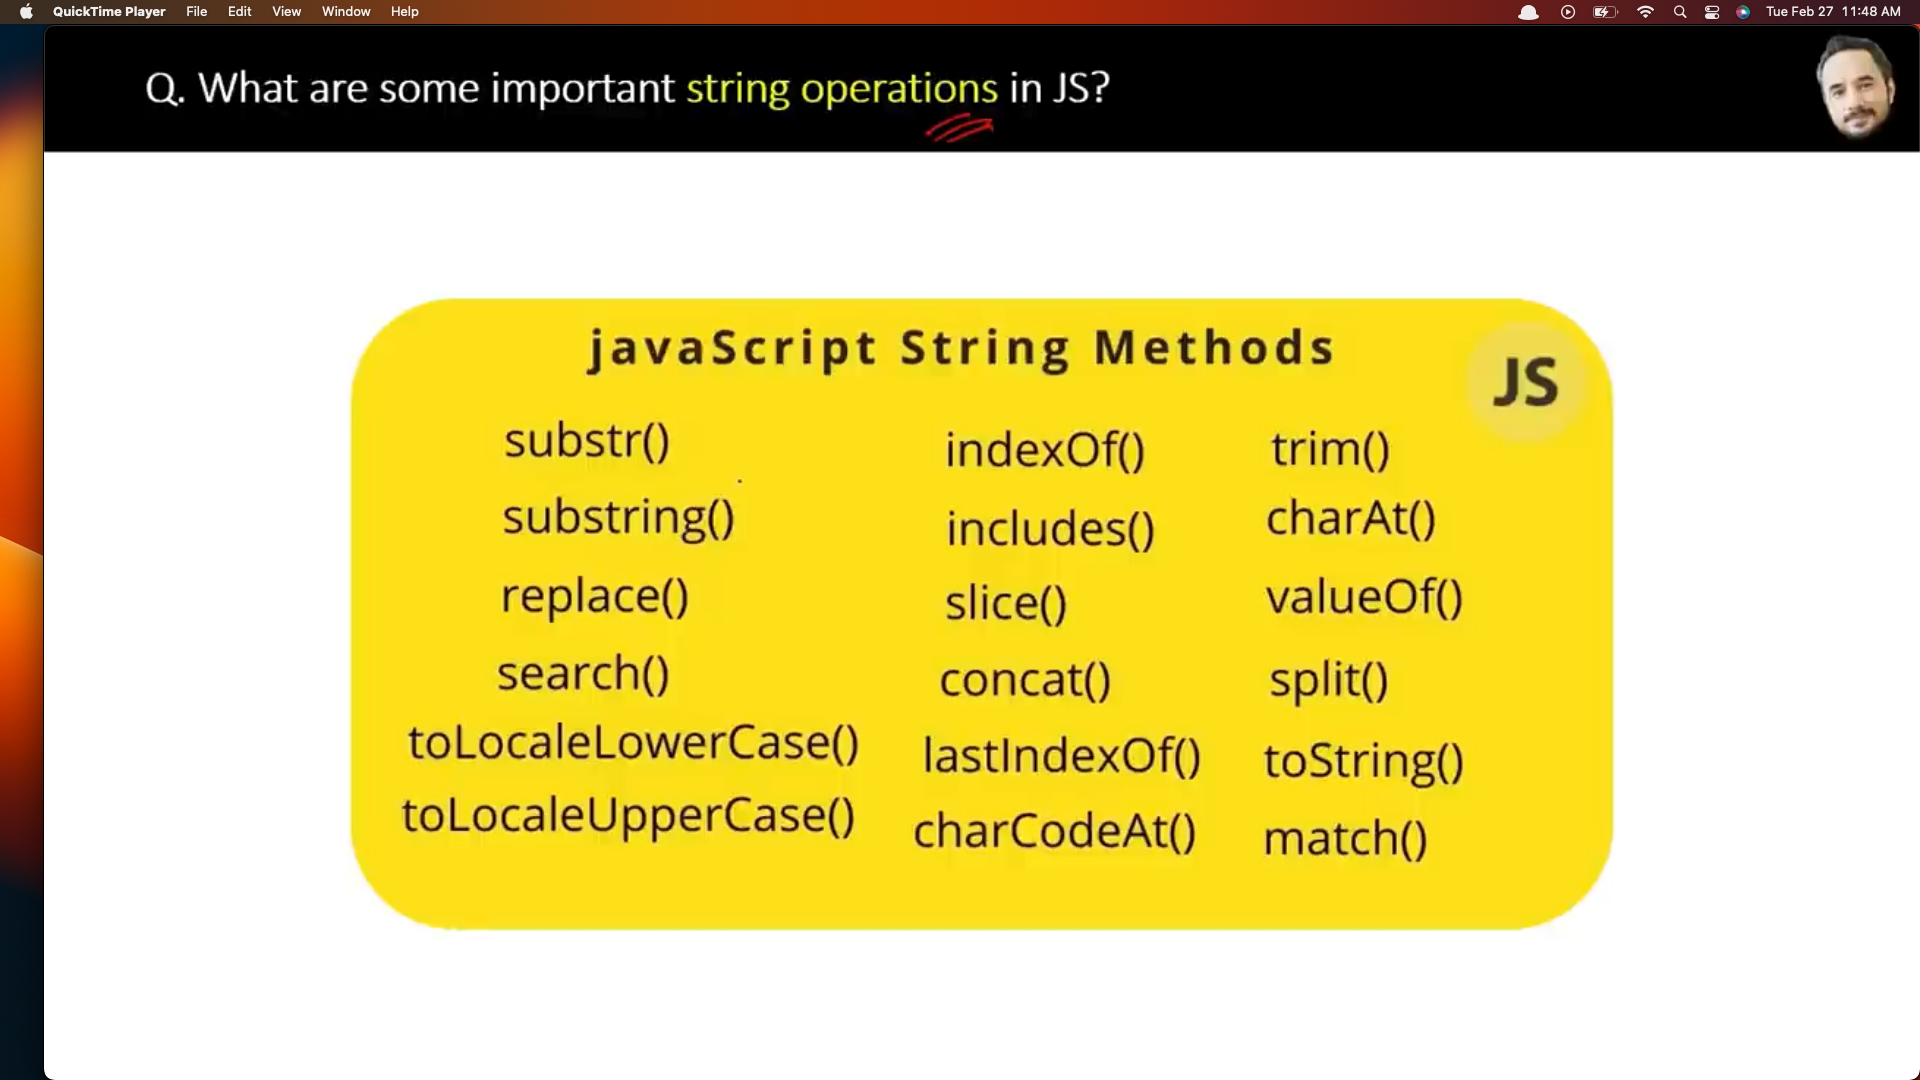 QuickTime Player File Edit View Window Help Tue Feb 27 11:48 AM
Q. What are some important string operations in JS?
javaScript String Methods
JS
substr()
substring()
replace()
search()
toLocaleLowerCase()
toLocaleUpperCase()
indexOf()
includes()
slice()
concat()
lastIndexOf()
charCodeAt()
trim()
charAt()
valueOf()
split()
toString()
match()